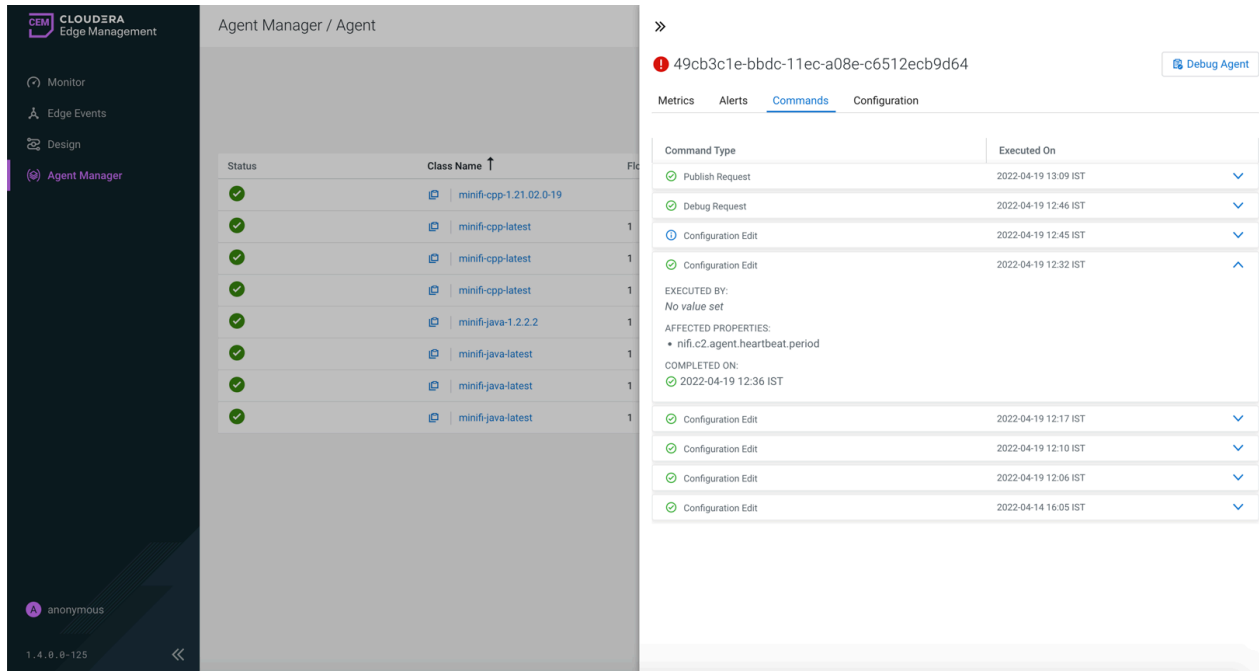 CEM CLOUDERA
Edge Management
Monitor
Edge Events
Design
Agent Manager
A anonymous
1.4.0.0-125
Agent Manager / Agent
Status Class Name Flo
minifi-cpp-1.21.02.0-19
minifi-cpp-latest 1
minifi-cpp-latest 1
minifi-cpp-latest 1
minifi-java-1.2.2.2 1
minifi-java-latest 1
minifi-java-latest 1
minifi-java-latest 1
49cb3c1e-bbdc-11ec-a08e-c6512ecb9d64 Debug Agent
Metrics Alerts Commands Configuration
Command Type Executed On
Publish Request 2022-04-19 13:09 IST
Debug Request 2022-04-19 12:46 IST
Configuration Edit 2022-04-19 12:45 IST
Configuration Edit 2022-04-19 12:32 IST
EXECUTED BY:
No value set
AFFECTED PROPERTIES:
• nifi.c2.agent.heartbeat.period
COMPLETED ON:
2022-04-19 12:36 IST
Configuration Edit 2022-04-19 12:17 IST
Configuration Edit 2022-04-19 12:10 IST
Configuration Edit 2022-04-19 12:06 IST
Configuration Edit 2022-04-14 16:05 IST